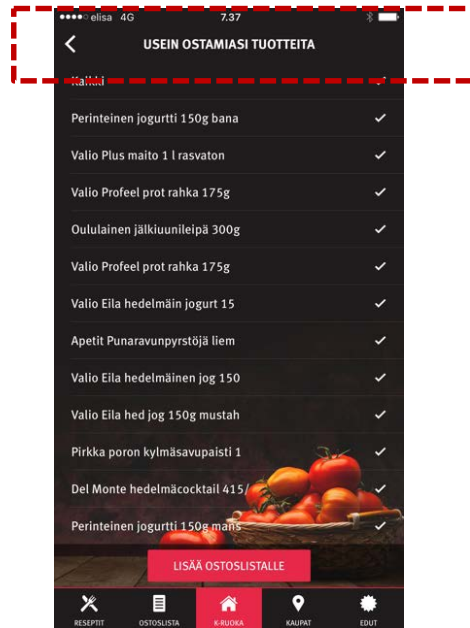 elisa 4G 7.37
USEIN OSTAMIASI TUOTTEITA
Kaikki
Perinteinen jogurtti 150g bana
Valio Plus maito 1 l rasvaton
Valio Profeel prot rahka 175g
Oululainen jälkiuunileipä 300g
Valio Profeel prot rahka 175g
Valio Eila hedelmäin jogurt 15
Apetit Punaravunpyrstöjä liem
Valio Eila hedelmäinen jog 150
Valio Eila hed jog 150g mustah
Pirkka poron kylmäsavupaisti 1
Del Monte hedelmäcocktail 415/
Perinteinen jogurtti 150g mans
LISÄÄ OSTOSLISTALLE
RESEPTIT OSTOSLISTA K-RUOKA KAUPAT EDUT